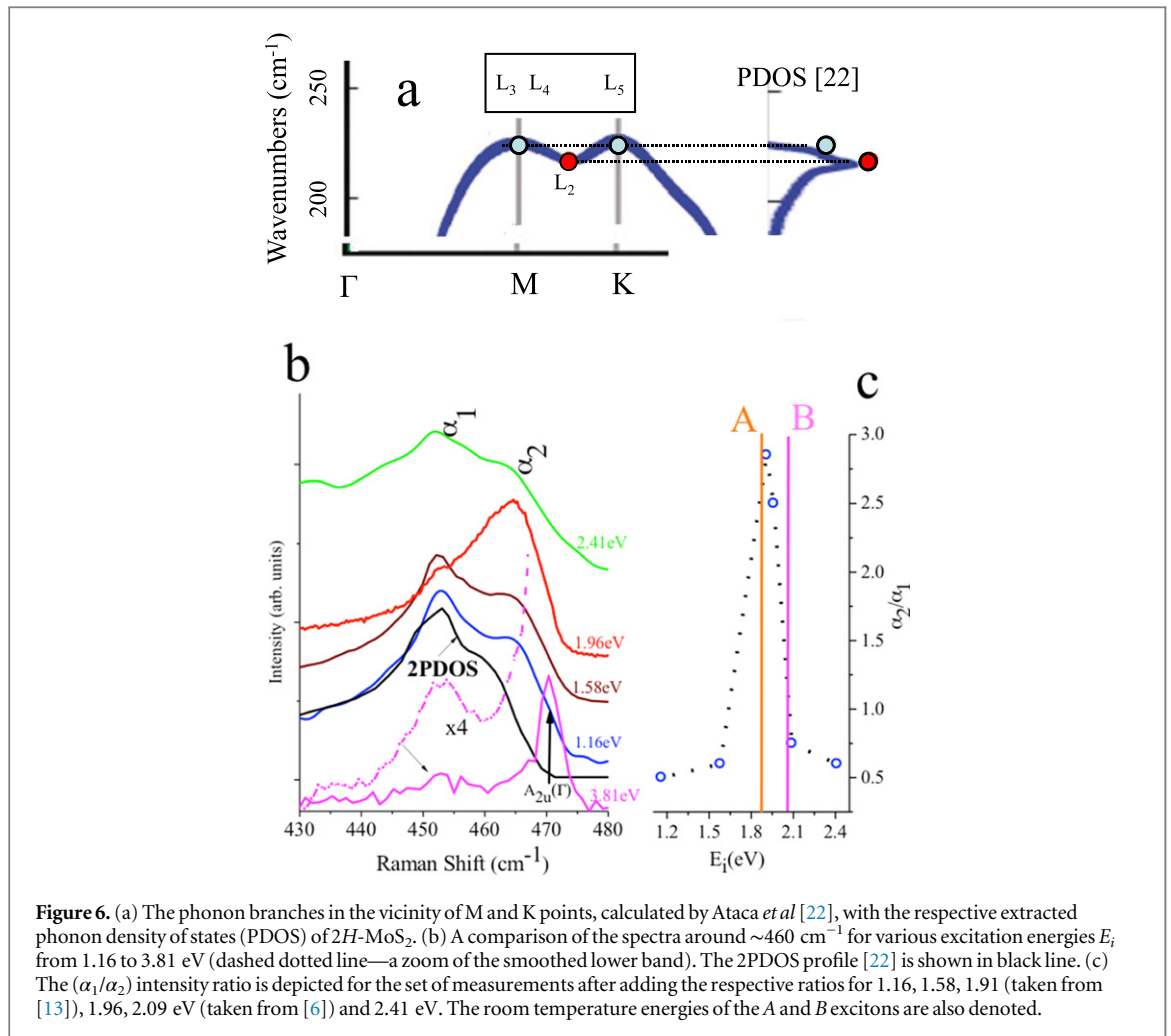 Wavenumbers (cm⁻¹)
250
200
a
L₃ L₄ L₅
L₂
PDOS [22]
Γ M K
b
α₁
α₂
2.41eV
1.96eV
1.58eV
1.16eV
3.81eV
2PDOS
x4
A₂ᵤ(Γ)
Intensity (arb. units)
430 440 450 460 470 480
Raman Shift (cm⁻¹)
c
A B
3.0
2.5
2.0
1.5
1.0
0.5
α₂/α₁
1.2 1.5 1.8 2.1 2.4
Eᵢ(eV)
Figure 6. (a) The phonon branches in the vicinity of M and K points, calculated by Ataca et al [22], with the respective extracted
phonon density of states (PDOS) of 2H-MoS₂. (b) A comparison of the spectra around ~460 cm⁻¹ for various excitation energies Eᵢ
from 1.16 to 3.81 eV (dashed dotted line—a zoom of the smoothed lower band). The 2PDOS profile [22] is shown in black line. (c)
The (α₁/α₂) intensity ratio is depicted for the set of measurements after adding the respective ratios for 1.16, 1.58, 1.91 (taken from
[13]), 1.96, 2.09 eV (taken from [6]) and 2.41 eV. The room temperature energies of the A and B excitons are also denoted.